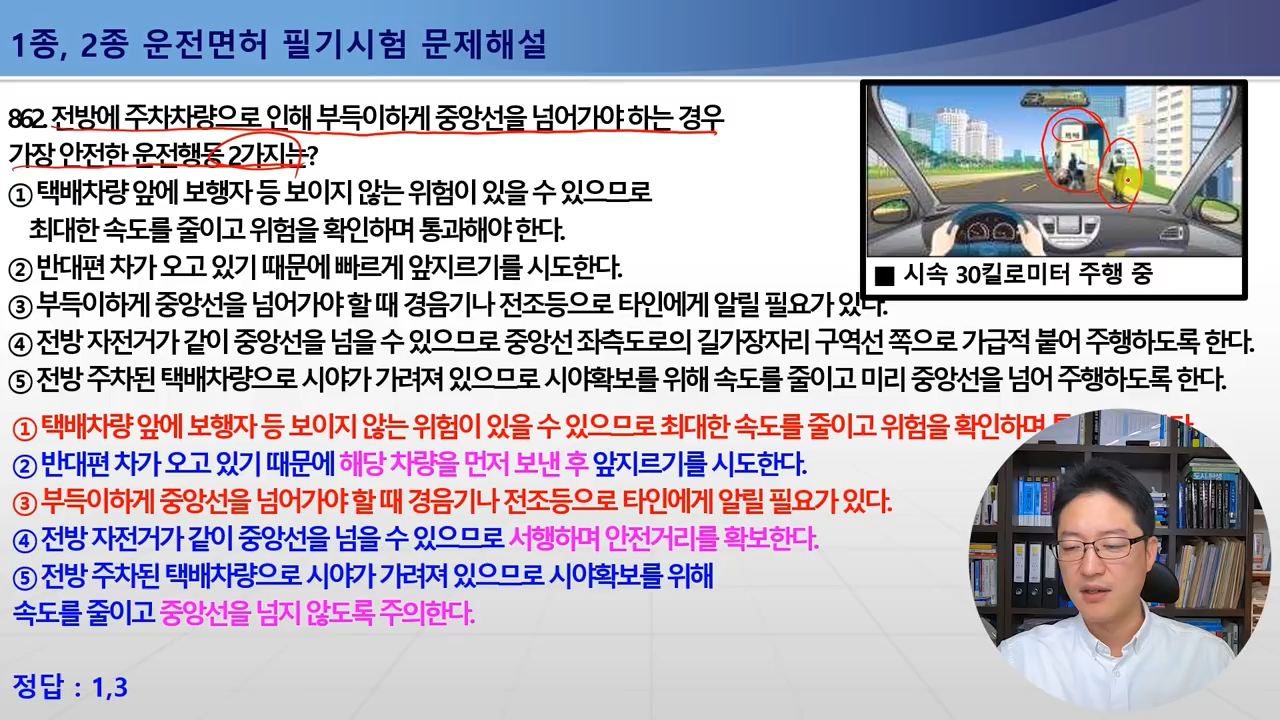 1종, 2종 운전면허 필기시험 문제해설
862. 전방에 주차차량으로 인해 부득이하게 중앙선을 넘어가야 하는 경우
가장 안전한 운전행동 2가지는?
① 택배차량 앞에 보행자 등 보이지 않는 위험이 있을 수 있으므로
최대한 속도를 줄이고 위험을 확인하며 통과해야 한다.
② 반대편 차가 오고 있기 때문에 빠르게 앞지르기를 시도한다.
③ 부득이하게 중앙선을 넘어가야 할 때 경음기나 전조등으로 타인에게 알릴 필요가 있다.
④ 전방 자전거가 같이 중앙선을 넘을 수 있으므로 중앙선 좌측도로의 길가장자리 구역선 쪽으로 가급적 붙어 주행하도록 한다.
⑤ 전방 주차된 택배차량으로 시야가 가려져 있으므로 시야확보를 위해 속도를 줄이고 미리 중앙선을 넘어 주행하도록 한다.
■ 시속 30킬로미터 주행 중
① 택배차량 앞에 보행자 등 보이지 않는 위험이 있을 수 있으므로 최대한 속도를 줄이고 위험을 확인하며
② 반대편 차가 오고 있기 때문에 해당 차량을 먼저 보낸 후 앞지르기를 시도한다.
③ 부득이하게 중앙선을 넘어가야 할 때 경음기나 전조등으로 타인에게 알릴 필요가 있다.
④ 전방 자전거가 같이 중앙선을 넘을 수 있으므로 서행하며 안전거리를 확보한다.
⑤ 전방 주차된 택배차량으로 시야가 가려져 있으므로 시야확보를 위해
속도를 줄이고 중앙선을 넘지 않도록 주의한다.
정답 : 1,3